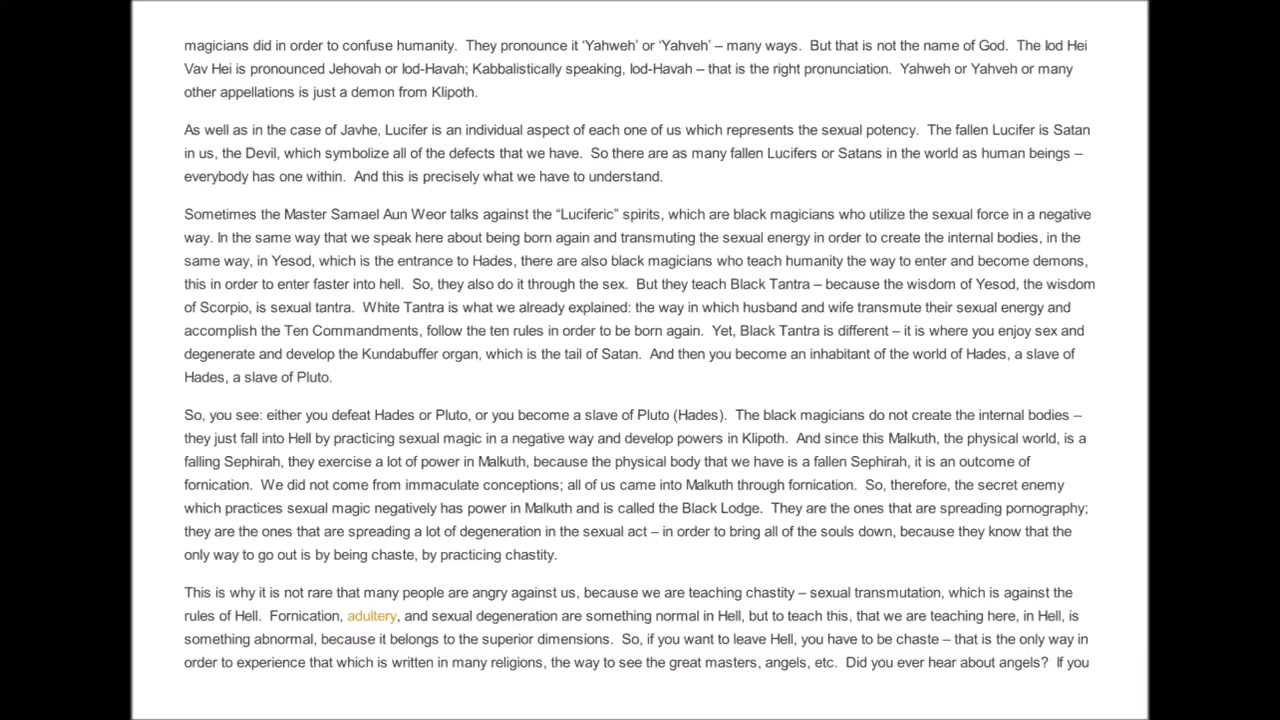 magicians did in order to confuse humanity.  They pronounce it ‘Yahweh’ or ‘Yahveh’ – many ways.  But that is not the name of God.  The Iod Hei
Vav Hei is pronounced Jehovah or Iod-Havah; Kabbalistically speaking, Iod-Havah – that is the right pronunciation.  Yahweh or Yahveh or many
other appellations is just a demon from Klipoth.
As well as in the case of Javhe, Lucifer is an individual aspect of each one of us which represents the sexual potency.  The fallen Lucifer is Satan
in us, the Devil, which symbolize all of the defects that we have.  So there are as many fallen Lucifers or Satans in the world as human beings –
everybody has one within.  And this is precisely what we have to understand.
Sometimes the Master Samael Aun Weor talks against the “Luciferic” spirits, which are black magicians who utilize the sexual force in a negative
way. In the same way that we speak here about being born again and transmuting the sexual energy in order to create the internal bodies, in the
same way, in Yesod, which is the entrance to Hades, there are also black magicians who teach humanity the way to enter and become demons,
this in order to enter faster into hell.  So, they also do it through the sex.  But they teach Black Tantra – because the wisdom of Yesod, the wisdom
of Scorpio, is sexual tantra.  White Tantra is what we already explained: the way in which husband and wife transmute their sexual energy and
accomplish the Ten Commandments, follow the ten rules in order to be born again.  Yet, Black Tantra is different – it is where you enjoy sex and
degenerate and develop the Kundabuffer organ, which is the tail of Satan.  And then you become an inhabitant of the world of Hades, a slave of
Hades, a slave of Pluto.
So, you see: either you defeat Hades or Pluto, or you become a slave of Pluto (Hades).  The black magicians do not create the internal bodies –
they just fall into Hell by practicing sexual magic in a negative way and develop powers in Klipoth.  And since this Malkuth, the physical world, is a
falling Sephirah, they exercise a lot of power in Malkuth, because the physical body that we have is a fallen Sephirah, it is an outcome of
fornication.  We did not come from immaculate conceptions; all of us came into Malkuth through fornication.  So, therefore, the secret enemy
which practices sexual magic negatively has power in Malkuth and is called the Black Lodge.  They are the ones that are spreading pornography;
they are the ones that are spreading a lot of degeneration in the sexual act – in order to bring all of the souls down, because they know that the
only way to go out is by being chaste, by practicing chastity.
This is why it is not rare that many people are angry against us, because we are teaching chastity – sexual transmutation, which is against the
rules of Hell.  Fornication, adultery, and sexual degeneration are something normal in Hell, but to teach this, that we are teaching here, in Hell, is
something abnormal, because it belongs to the superior dimensions.  So, if you want to leave Hell, you have to be chaste – that is the only way in
order to experience that which is written in many religions, the way to see the great masters, angels, etc.  Did you ever hear about angels?  If you